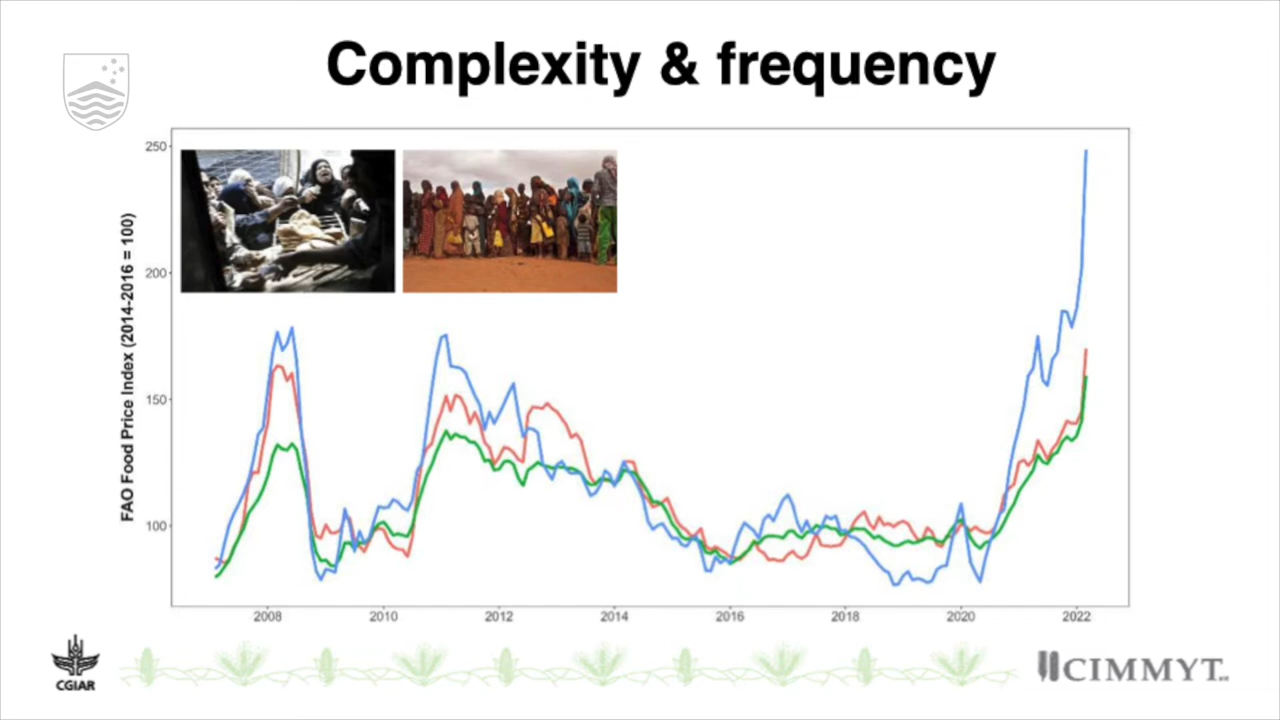 Complexity & frequency
FAO Food Price Index (2014-2016 = 100)
250
200
150
100
2008 2010 2012 2014 2016 2018 2020 2022
CGIAR
CIMMYT